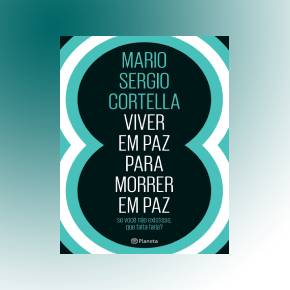 MARIO
SERGIO
CORTELLA
VIVER
EM PAZ
PARA
MORRER
EM PAZ
se você não existisse,
que falta faria?
Planeta